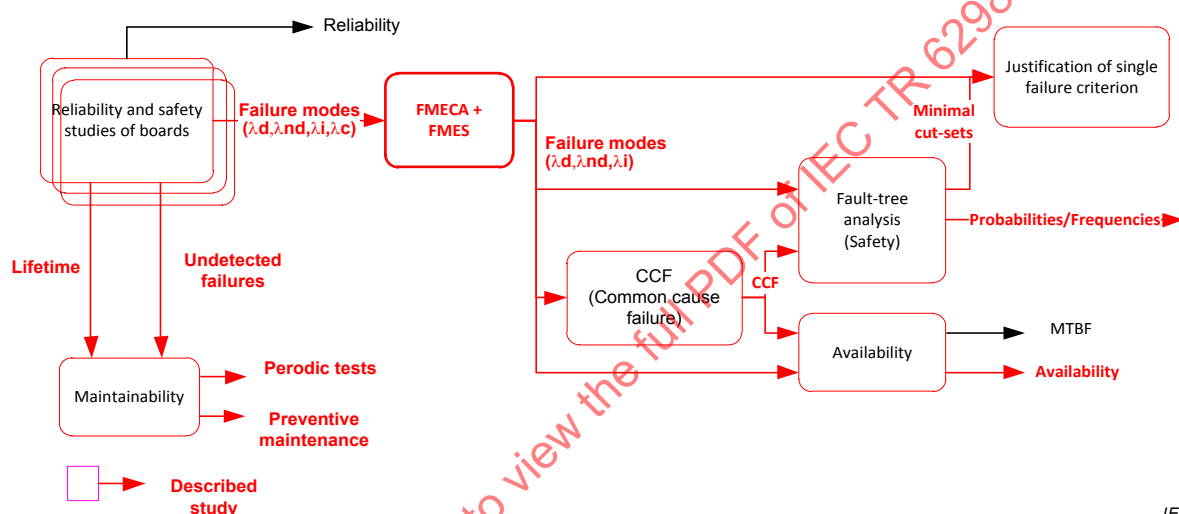 Reliability
Reliability and safety
studies of boards
Failure modes
(λd,λnd,λi,λc)
FMECA +
FMES
Failure modes
(λd,λnd,λi)
Minimal
cut-sets
Justification of single
failure criterion
Fault-tree
analysis
(Safety)
Probabilities/Frequencies
Lifetime
Undetected
failures
CCF
(Common cause
failure)
CCF
Availability
MTBF
Availability
Maintainability
Perodic tests
Preventive
maintenance
Described
study
to view the full PDF of IEC TR 6298
IE